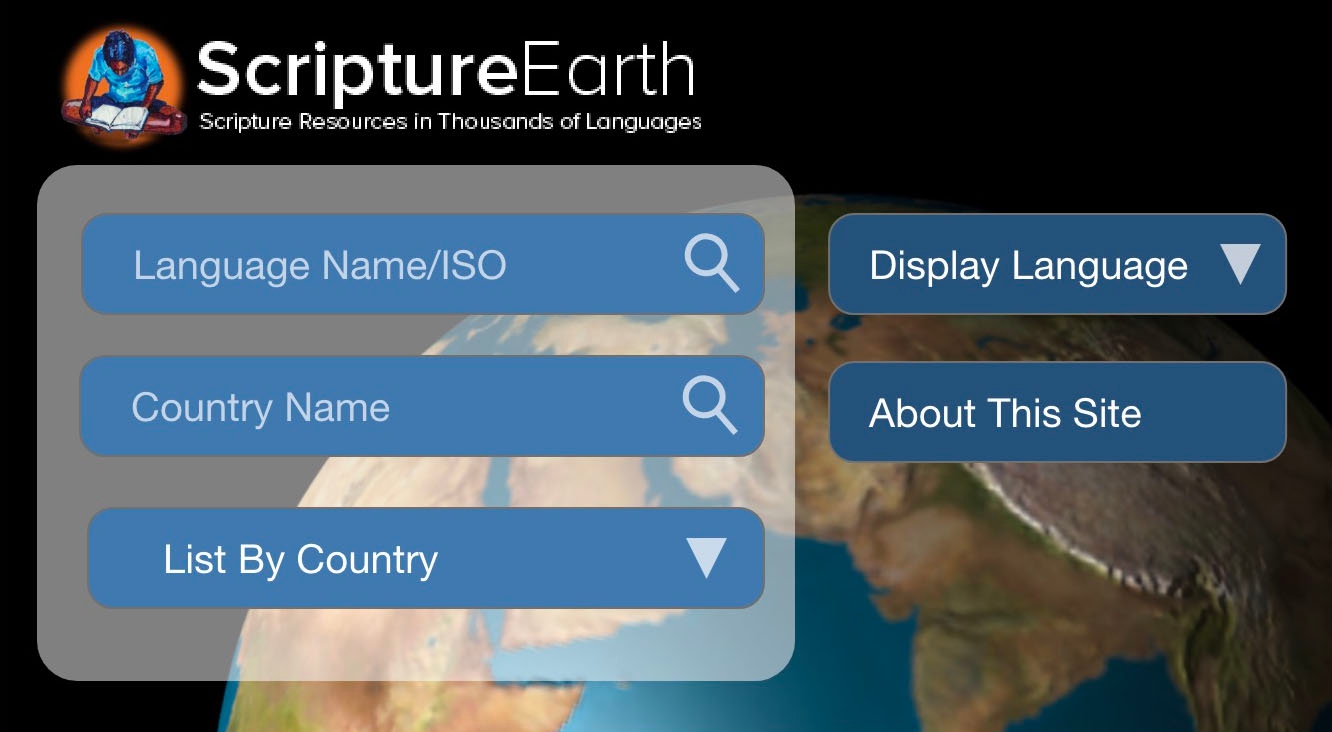 ScriptureEarth
Scripture Resources in Thousands of Languages
Language Name/ISO
Display Language
Country Name
About This Site
List By Country